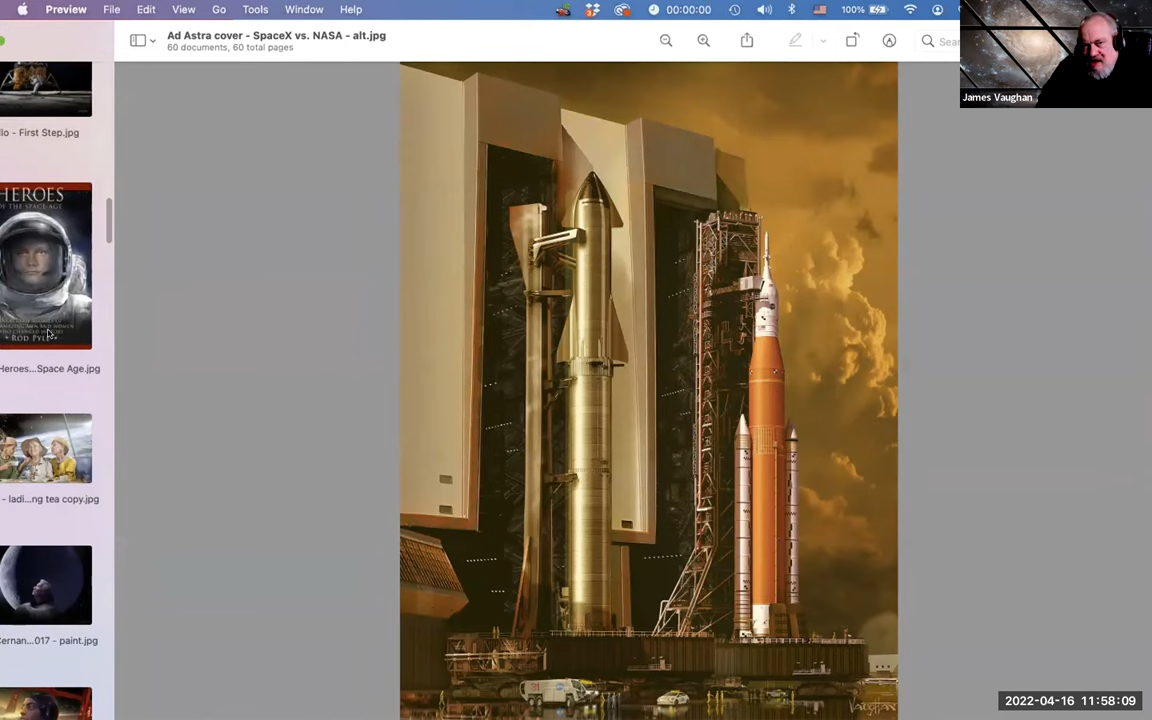 Preview File Edit View Go Tools Window Help 00:00:00 100%
Ad Astra cover - SpaceX vs. NASA - alt.jpg
60 documents, 60 total pages
Sear
James Vaughan
llo - First Step.jpg
HEROES
OF THE SPACE AGE
ROD PYLE
Heroes...Space Age.jpg
- ladi...ng tea copy.jpg
Cernan...017 - paint.jpg
VAUGHAN
2022-04-16 11:58:09